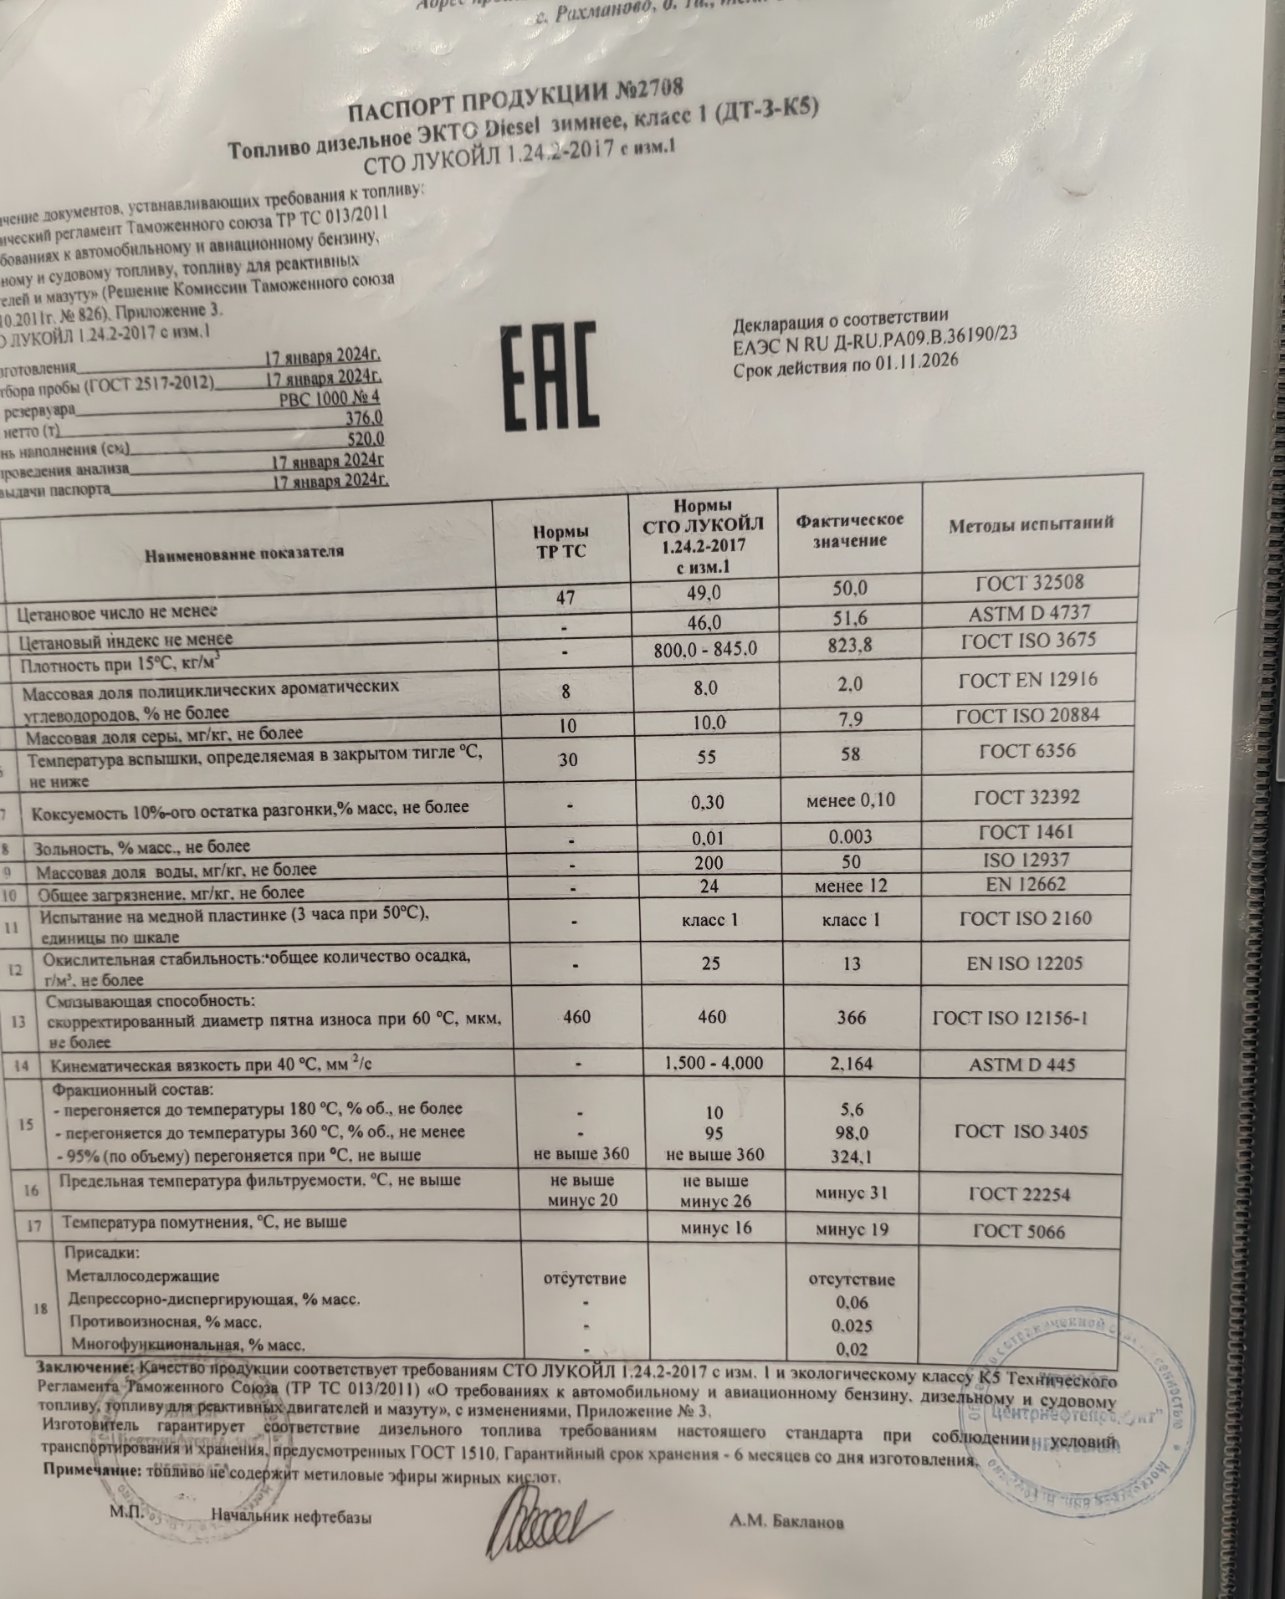 с. Рахманово, д.
ПАСПОРТ ПРОДУКЦИИ №2708
Топливо дизельное ЭКТО Diesel зимнее, класс 1 (ДТ-З-К5)
СТО ЛУКОЙЛ 1.24.2-2017 с изм.1
чение документов, устанавливающих требования к топливу:
ический регламент Таможенного союза ТР ТС 013/2011
бованиях к автомобильному и авиационному бензину,
ному и судовому топливу, топливу для реактивных
елей и мазуту» (Решение Комиссии Таможенного союза
10.2011г. № 826). Приложение 3.
О ЛУКОЙЛ 1.24.2-2017 с изм.1
зготовления 17 января 2024г.
тбора пробы (ГОСТ 2517-2012) 17 января 2024г.
резервуара РВС 1000 №4
нетто (т) 376,0
нь наполнения (см) 520,0
проведения анализа 17 января 2024г
выдачи паспорта 17 января 2024г.
EAC
Декларация о соответствии
ЕАЭС N RU Д-RU.РА09.В.36190/23
Срок действия по 01.11.2026
Наименование показателя
Нормы
ТР ТС
Нормы
СТО ЛУКОЙЛ
1.24.2-2017
с изм.1
Фактическое
значение
Методы испытаний
Цетановое число не менее 47 49,0 50,0 ГОСТ 32508
Цетановый индекс не менее - 46,0 51,6 ASTM D 4737
Плотность при 15°С, кг/м³ - 800,0 - 845,0 823,8 ГОСТ ISO 3675
Массовая доля полициклических ароматических
углеводородов, % не более 8 8,0 2,0 ГОСТ EN 12916
Массовая доля серы, мг/кг, не более 10 10,0 7,9 ГОСТ ISO 20884
Температура вспышки, определяемая в закрытом тигле °С,
не ниже 30 55 58 ГОСТ 6356
7 Коксуемость 10%-ого остатка разгонки,% масс, не более - 0,30 менее 0,10 ГОСТ 32392
8 Зольность, % масс., не более - 0,01 0.003 ГОСТ 1461
9 Массовая доля воды, мг/кг, не более - 200 50 ISO 12937
10 Общее загрязнение, мг/кг, не более - 24 менее 12 EN 12662
11 Испытание на медной пластинке (3 часа при 50°С),
единицы по шкале - класс 1 класс 1 ГОСТ ISO 2160
12 Окислительная стабильность: общее количество осадка,
г/м³, не более - 25 13 EN ISO 12205
13 Смазывающая способность:
скорректированный диаметр пятна износа при 60 °С, мкм,
не более 460 460 366 ГОСТ ISO 12156-1
14 Кинематическая вязкость при 40 °С, мм ²/с - 1,500 - 4,000 2,164 ASTM D 445
15 Фракционный состав:
- перегоняется до температуры 180 °С, % об., не более - 10 5,6
- перегоняется до температуры 360 °С, % об., не менее - 95 98,0 ГОСТ ISO 3405
- 95% (по объему) перегоняется при °С, не выше не выше 360 не выше 360 324,1
16 Предельная температура фильтруемости, °С, не выше не выше
минус 20 не выше
минус 26 минус 31 ГОСТ 22254
17 Температура помутнения, °С, не выше минус 16 минус 19 ГОСТ 5066
18 Присадки:
Металлосодержащие отсутствие отсутствие
Депрессорно-диспергирующая, % масс. - 0,06
Противоизносная, % масс. - 0,025
Многофункциональная, % масс. - 0,02
Заключение: Качество продукции соответствует требованиям СТО ЛУКОЙЛ 1.24.2-2017 с изм. 1 и экологическому классу К5 Технического
Регламента Таможенного Союза (ТР ТС 013/2011) «О требованиях к автомобильному и авиационному бензину, дизельному и судовому
топливу, топливу для реактивных двигателей и мазуту», с изменениями, Приложение № 3.
Изготовитель гарантирует соответствие дизельного топлива требованиям настоящего стандарта при соблюдении условий
транспортирования и хранения, предусмотренных ГОСТ 1510. Гарантийный срок хранения - 6 месяцев со дня изготовления.
Примечание: топливо не содержит метиловые эфиры жирных кислот.
М.П. Начальник нефтебазы А.М. Бакланов